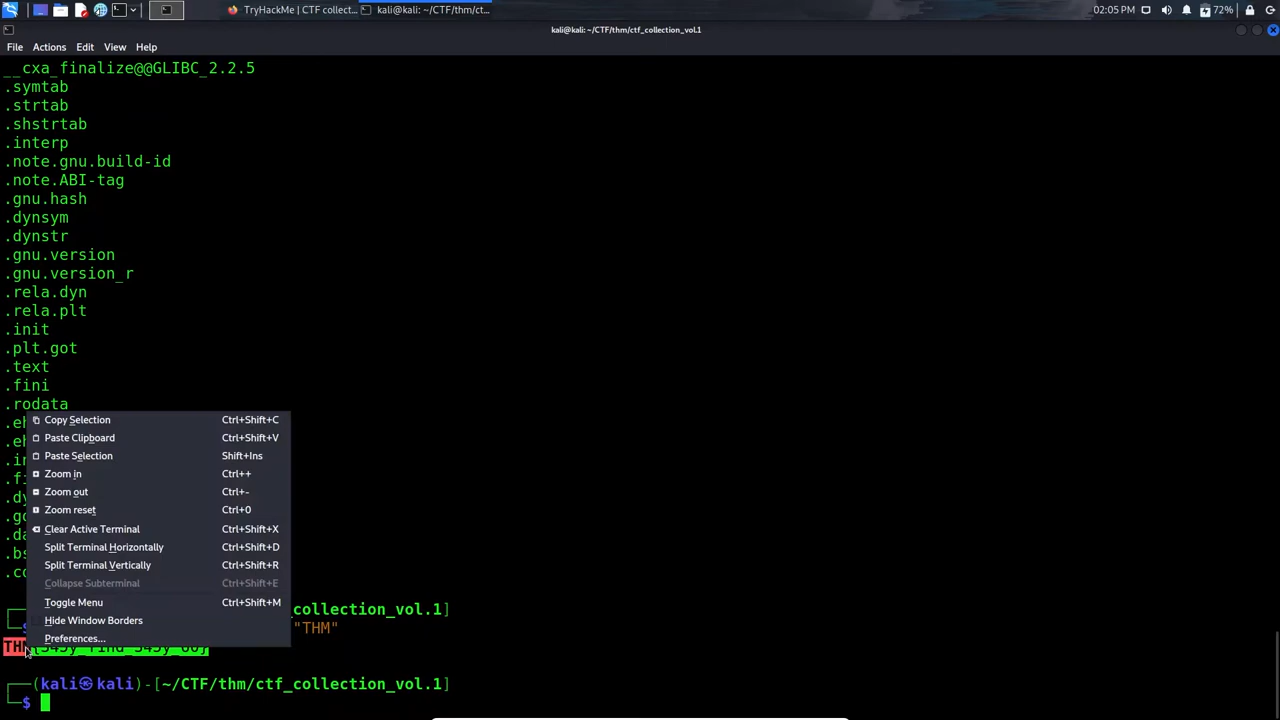 TryHackMe | CTF collect...
kali@kali: ~/CTF/thm/ct...
02:05 PM
72%
kali@kali: ~/CTF/thm/ctf_collection_vol.1
File Actions Edit View Help
__cxa_finalize@@GLIBC_2.2.5
.symtab
.strtab
.shstrtab
.interp
.note.gnu.build-id
.note.ABI-tag
.gnu.hash
.dynsym
.dynstr
.gnu.version
.gnu.version_r
.rela.dyn
.rela.plt
.init
.plt.got
.text
.fini
.rodata
Copy Selection Ctrl+Shift+C
Paste Clipboard Ctrl+Shift+V
Paste Selection Shift+Ins
Zoom in Ctrl++
Zoom out Ctrl+-
Zoom reset Ctrl+0
Clear Active Terminal Ctrl+Shift+X
Split Terminal Horizontally Ctrl+Shift+D
Split Terminal Vertically Ctrl+Shift+R
Collapse Subterminal Ctrl+Shift+E
Toggle Menu Ctrl+Shift+M
Hide Window Borders
Preferences...
_collection_vol.1]
"THM"
┌──(kali㉿kali)-[~/CTF/thm/ctf_collection_vol.1]
└─$